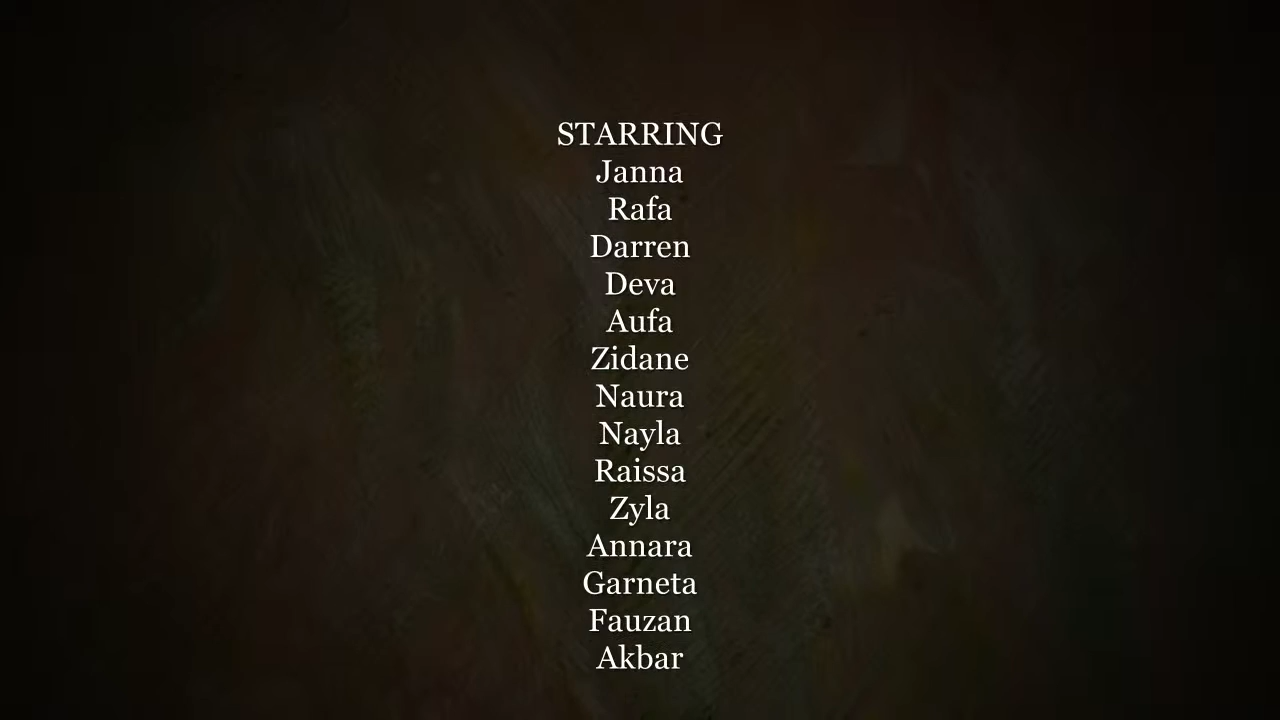 STARRING
Janna
Rafa
Darren
Deva
Aufa
Zidane
Naura
Nayla
Raissa
Zyla
Annara
Garneta
Fauzan
Akbar